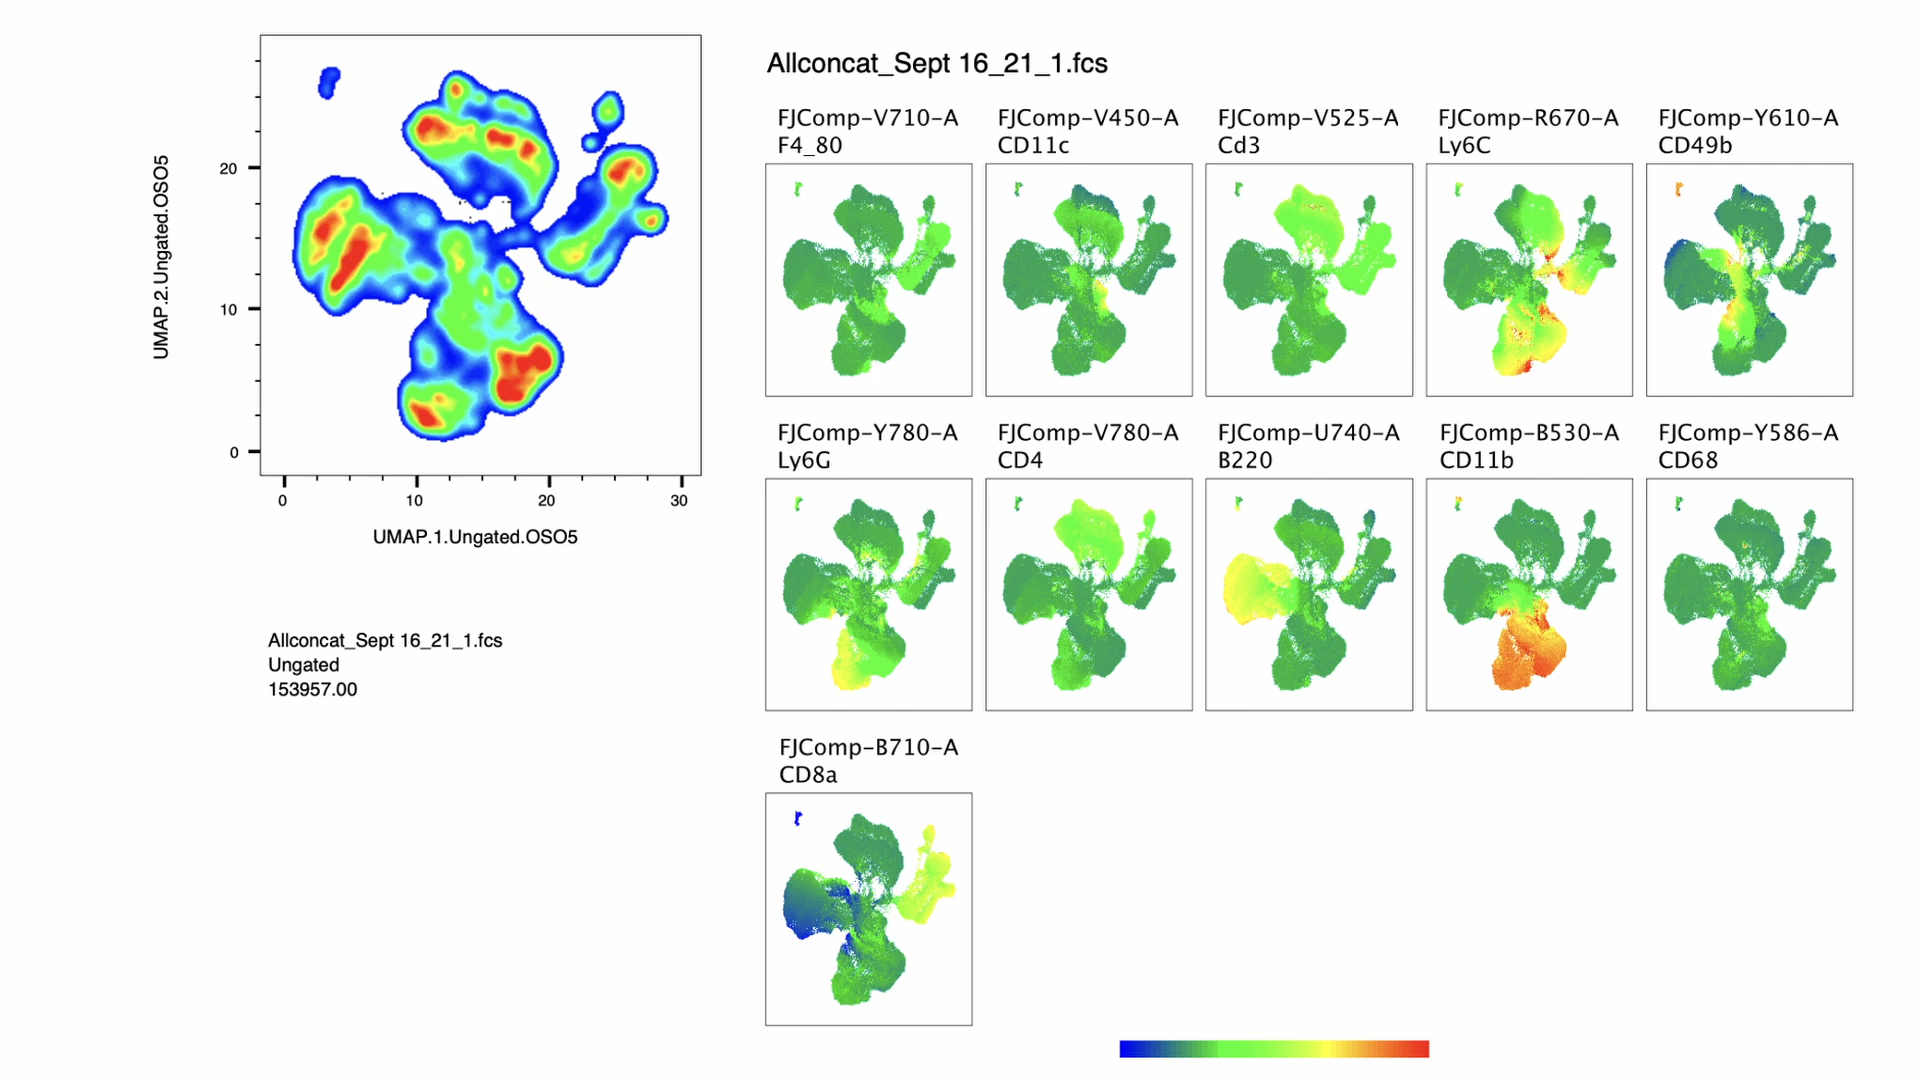 20
10
0
0
10
20
30
UMAP.2.Ungated.OSO5
UMAP.1.Ungated.OSO5
Allconcat_Sept 16_21_1.fcs
Ungated
153957.00
Allconcat_Sept 16_21_1.fcs
FJComp-V710-A
F4_80
FJComp-V450-A
CD11c
FJComp-V525-A
Cd3
FJComp-R670-A
Ly6C
FJComp-Y610-A
CD49b
FJComp-Y780-A
Ly6G
FJComp-V780-A
CD4
FJComp-U740-A
B220
FJComp-B530-A
CD11b
FJComp-Y586-A
CD68
FJComp-B710-A
CD8a